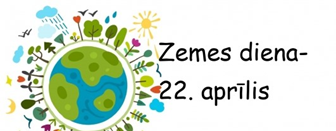 Zemes diena-
22. aprīlis